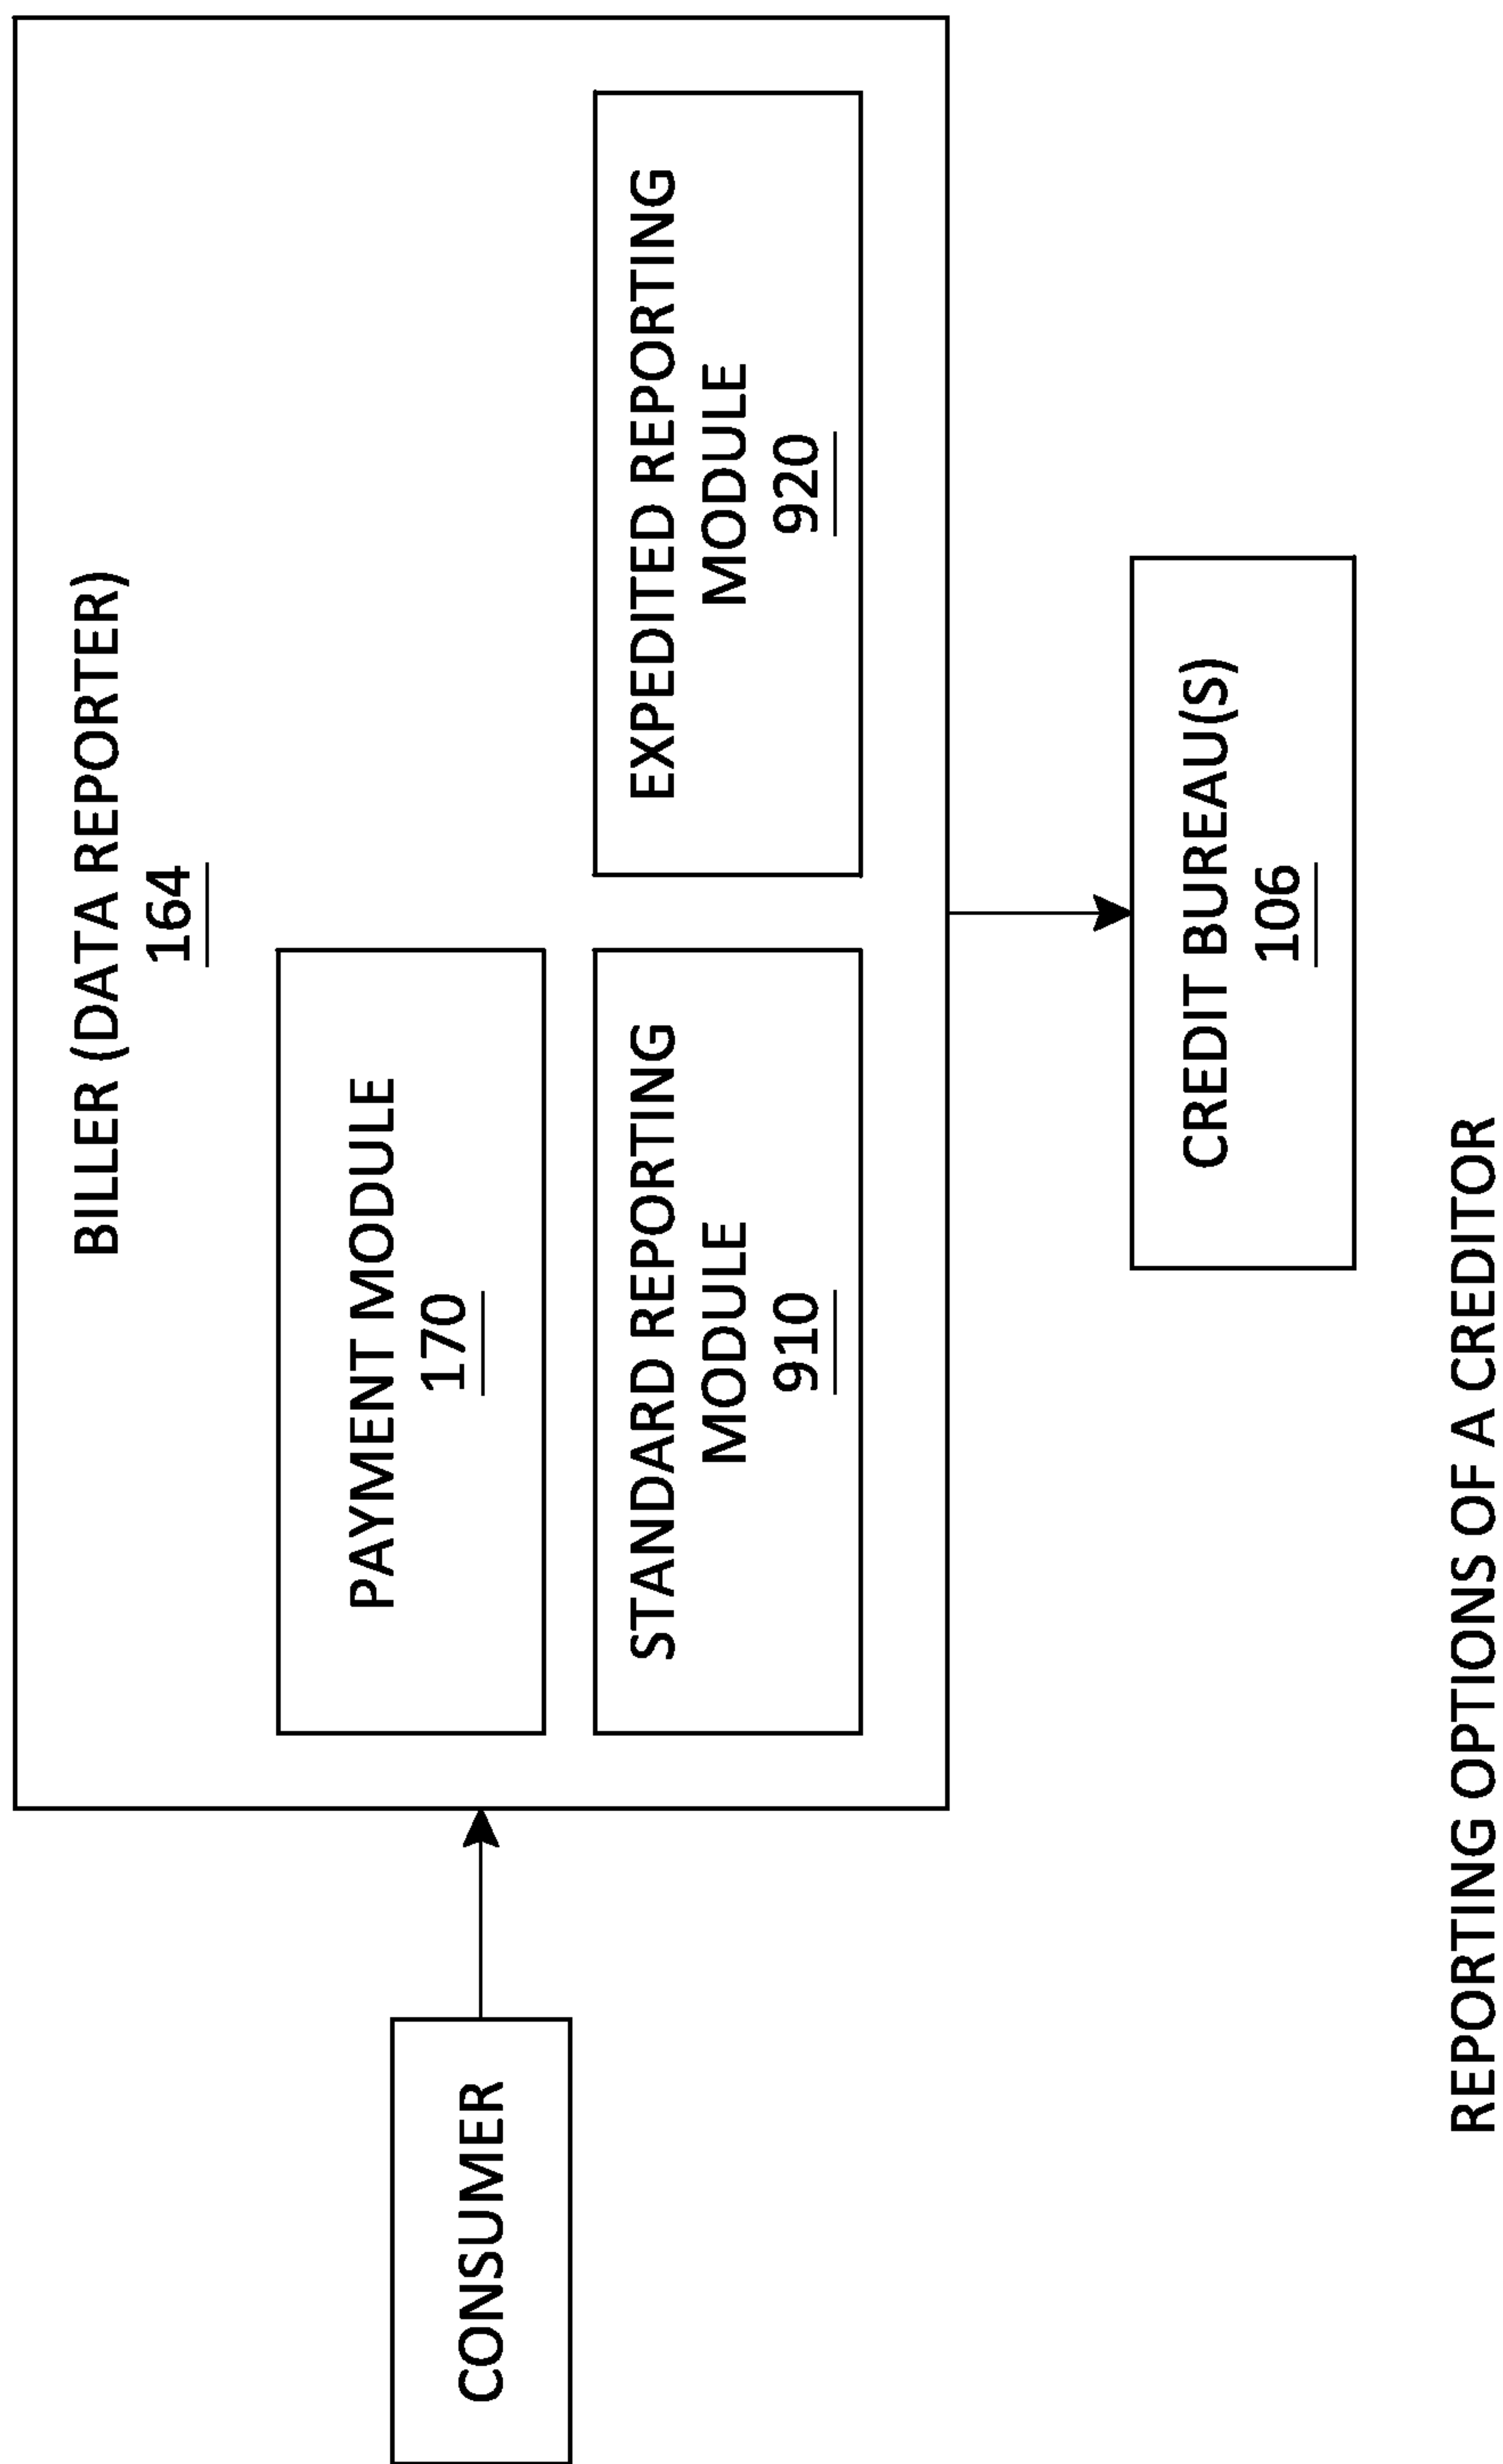 BILLER (DATA REPORTER)
164
PAYMENT MODULE
170
CONSUMER
STANDARD REPORTING
MODULE
910
EXPEDITED REPORTING
MODULE
920
CREDIT BUREAU(S)
106
REPORTING OPTIONS OF A CREDITOR